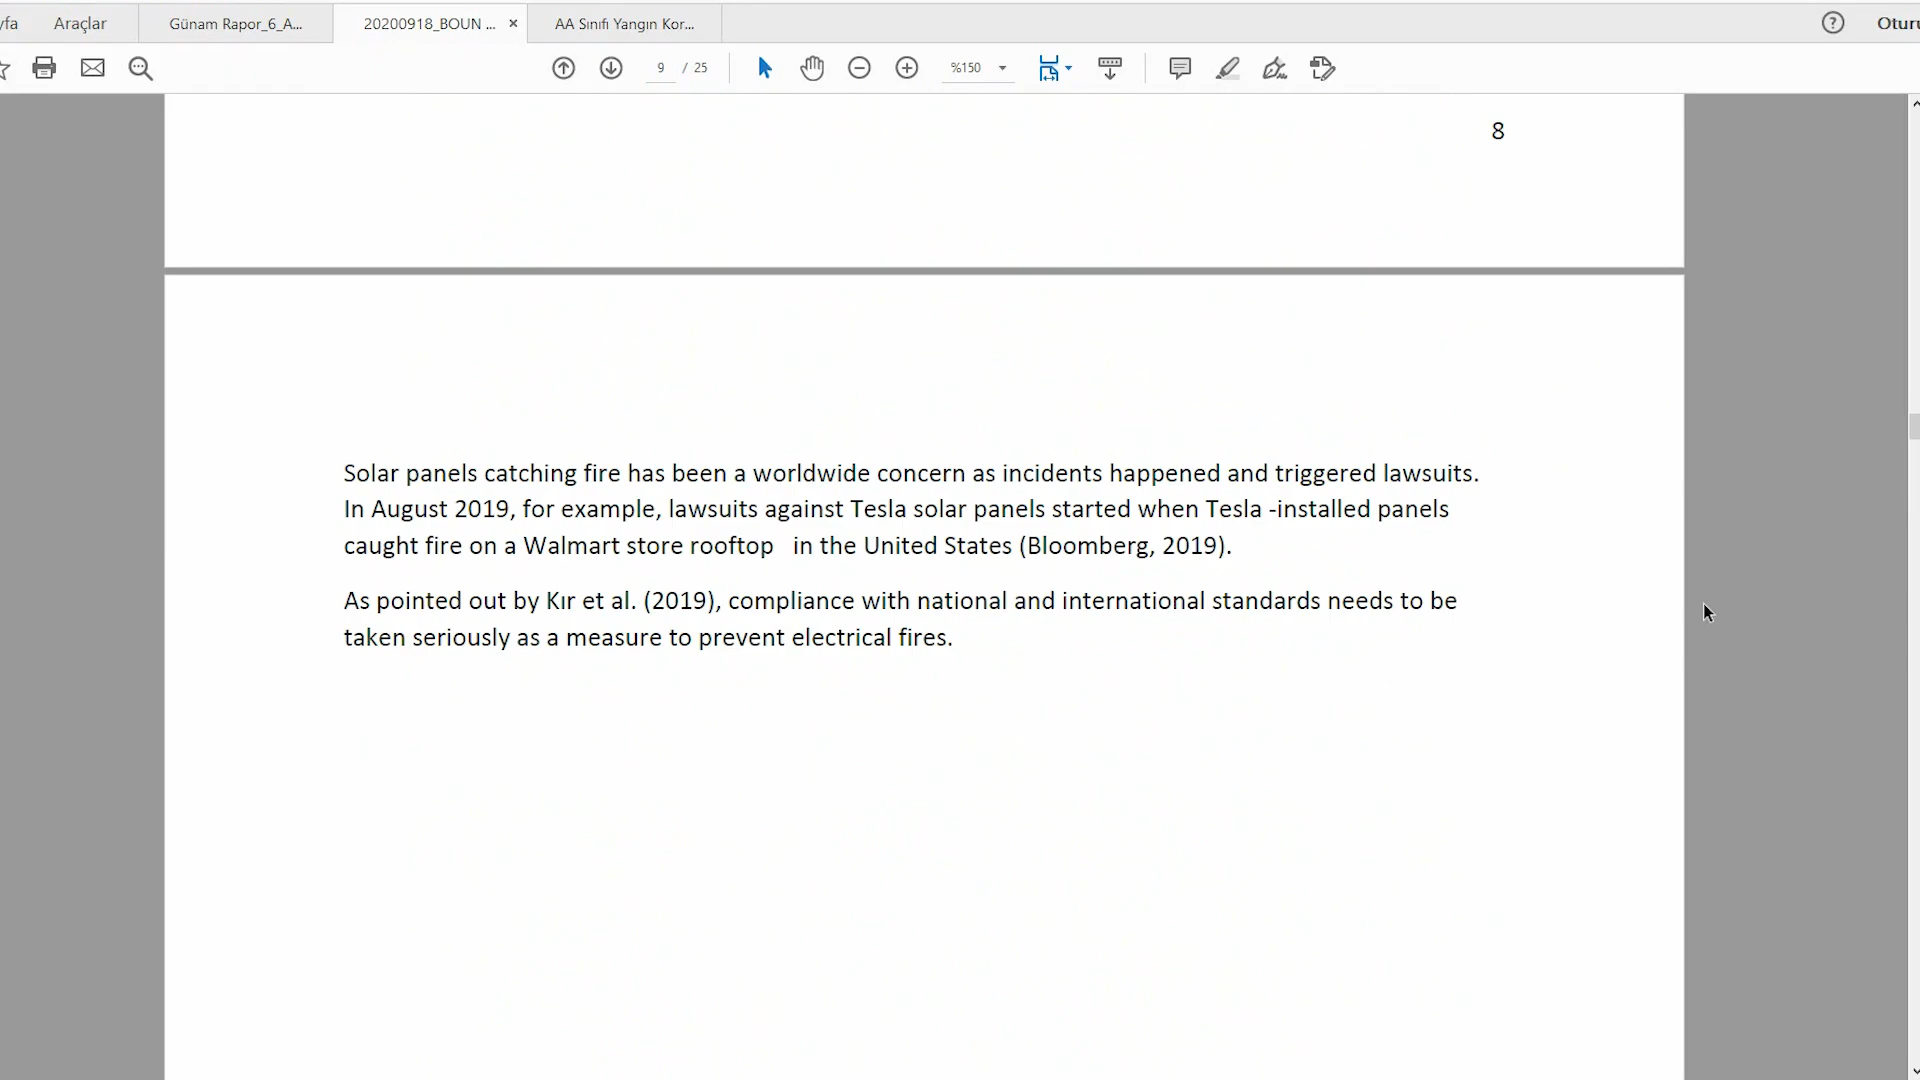 yfa Araçlar Günam Rapor_6_A... 20200918_BOUN ... × AA Sınıfı Yangın Kor... ? Oturu
9 / 25 %150
8
Solar panels catching fire has been a worldwide concern as incidents happened and triggered lawsuits.
In August 2019, for example, lawsuits against Tesla solar panels started when Tesla -installed panels
caught fire on a Walmart store rooftop in the United States (Bloomberg, 2019).
As pointed out by Kır et al. (2019), compliance with national and international standards needs to be
taken seriously as a measure to prevent electrical fires.